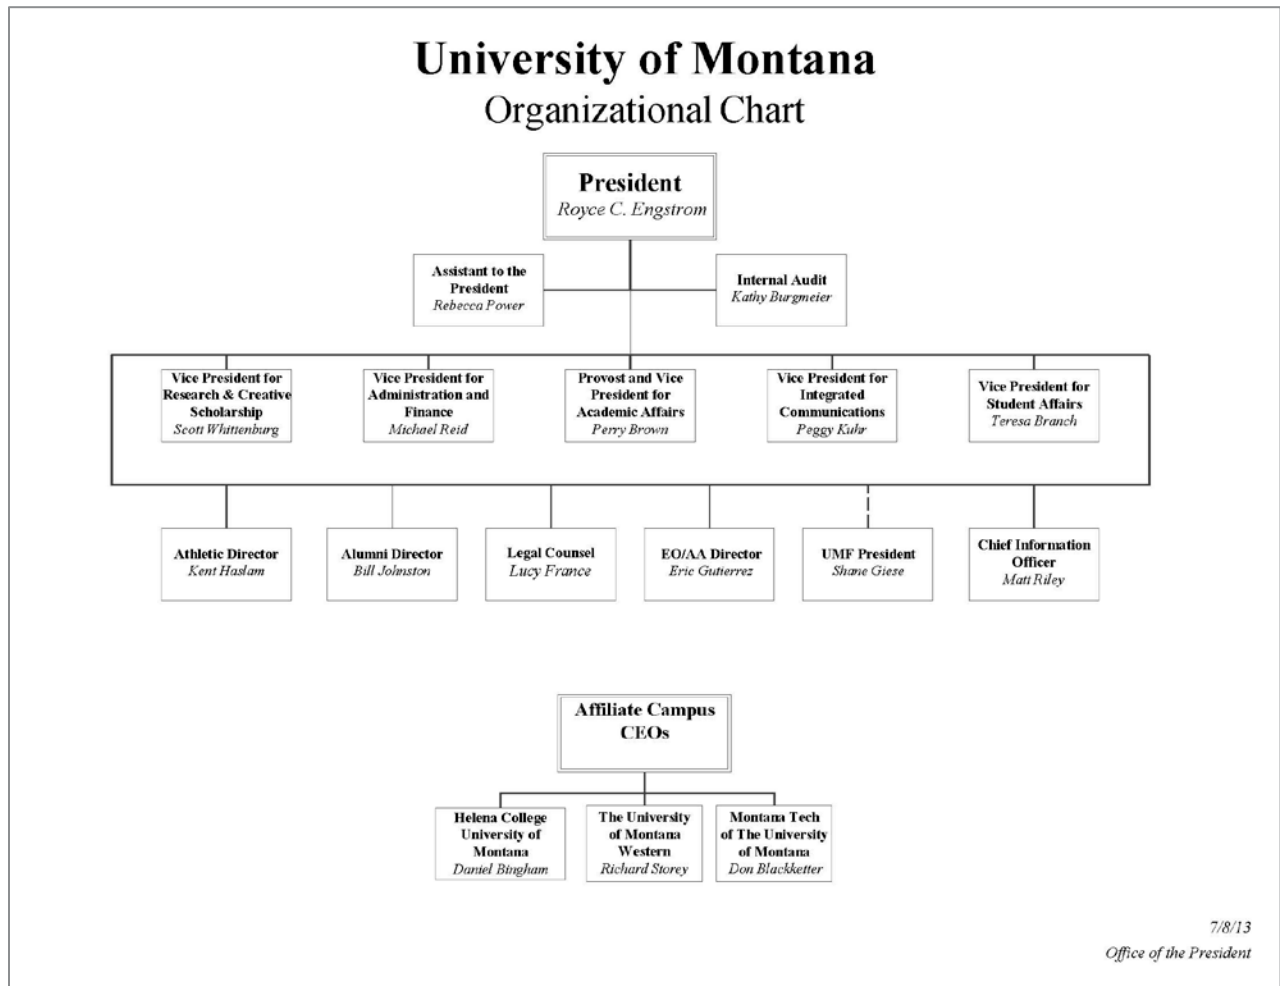 University of Montana
Organizational Chart
President
Royce C. Engstrom
Assistant to the
President
Rebecca Power
Internal Audit
Kathy Burgmeier
Vice President for
Research & Creative
Scholarship
Scott Whittenburg
Vice President for
Administration and
Finance
Michael Reid
Provost and Vice
President for
Academic Affairs
Perry Brown
Vice President for
Integrated
Communications
Peggy Kuhr
Vice President for
Student Affairs
Teresa Branch
Athletic Director
Kent Haslam
Alumni Director
Bill Johnston
Legal Counsel
Lucy France
EO/AA Director
Eric Gutierrez
UMF President
Shane Giese
Chief Information
Officer
Matt Riley
Affiliate Campus
CEOs
Helena College
University of
Montana
Daniel Bingham
The University
of Montana
Western
Richard Storey
Montana Tech
of The University
of Montana
Don Blackketter
7/8/13
Office of the President